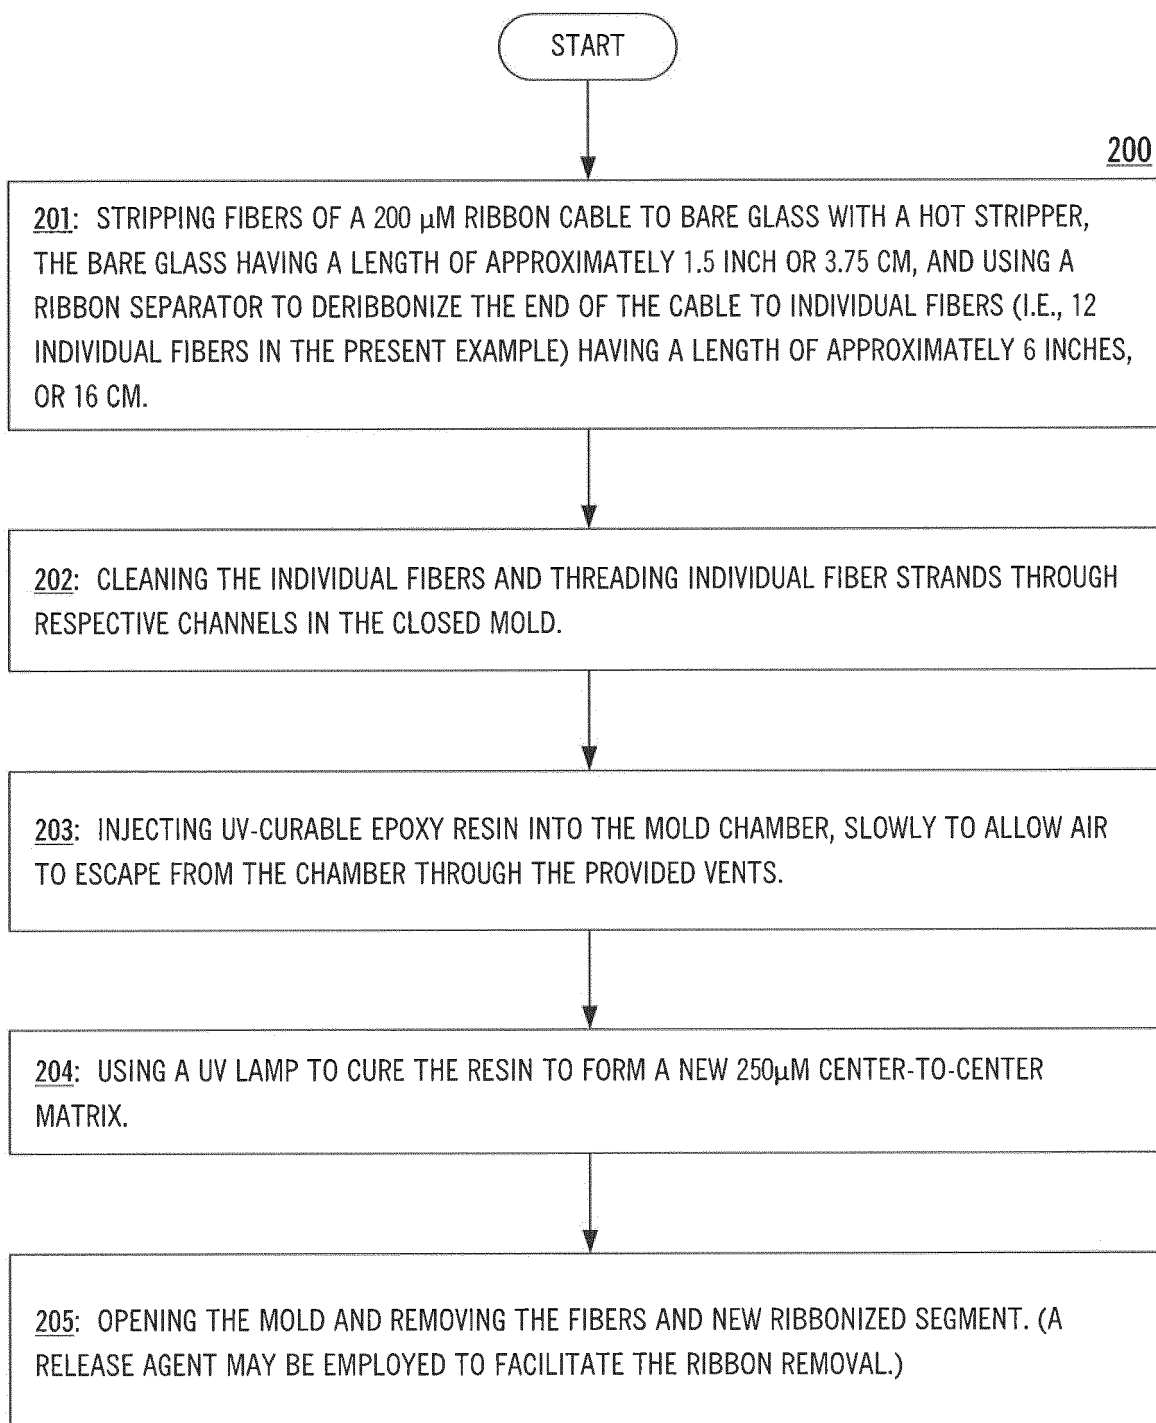 START
200
201: STRIPPING FIBERS OF A 200 µM RIBBON CABLE TO BARE GLASS WITH A HOT STRIPPER,
THE BARE GLASS HAVING A LENGTH OF APPROXIMATELY 1.5 INCH OR 3.75 CM, AND USING A
RIBBON SEPARATOR TO DERIBBONIZE THE END OF THE CABLE TO INDIVIDUAL FIBERS (I.E., 12
INDIVIDUAL FIBERS IN THE PRESENT EXAMPLE) HAVING A LENGTH OF APPROXIMATELY 6 INCHES,
OR 16 CM.
202: CLEANING THE INDIVIDUAL FIBERS AND THREADING INDIVIDUAL FIBER STRANDS THROUGH
RESPECTIVE CHANNELS IN THE CLOSED MOLD.
203: INJECTING UV-CURABLE EPOXY RESIN INTO THE MOLD CHAMBER, SLOWLY TO ALLOW AIR
TO ESCAPE FROM THE CHAMBER THROUGH THE PROVIDED VENTS.
204: USING A UV LAMP TO CURE THE RESIN TO FORM A NEW 250µM CENTER-TO-CENTER
MATRIX.
205: OPENING THE MOLD AND REMOVING THE FIBERS AND NEW RIBBONIZED SEGMENT. (A
RELEASE AGENT MAY BE EMPLOYED TO FACILITATE THE RIBBON REMOVAL.)